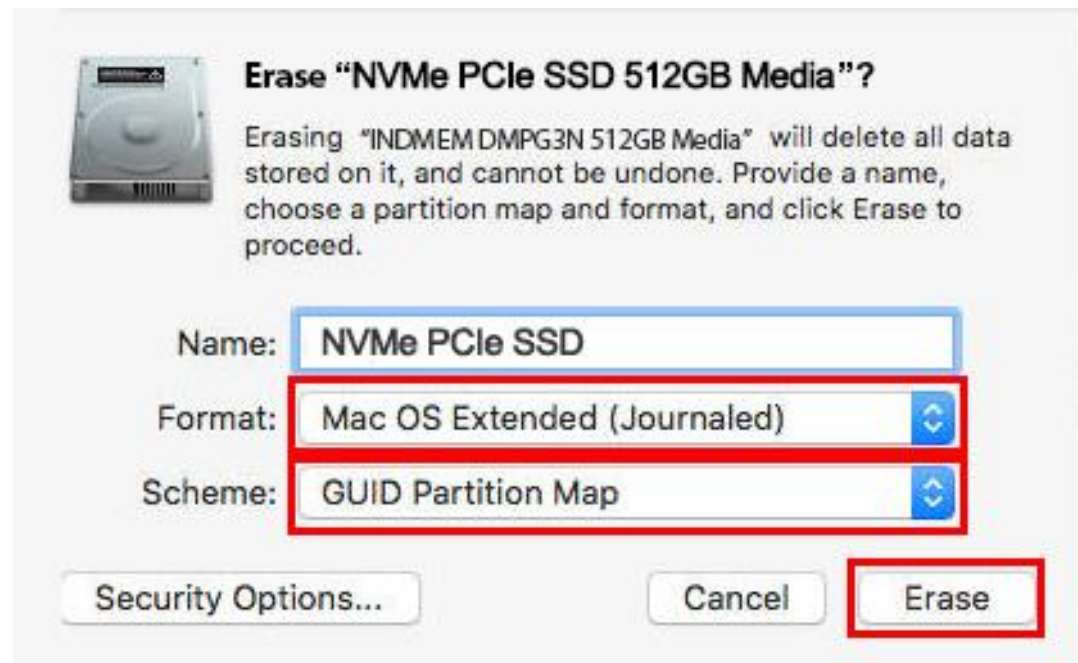 Erase “NVMe PCIe SSD 512GB Media”?
Erasing “INDMEM DMPG3N 512GB Media” will delete all data
stored on it, and cannot be undone. Provide a name,
choose a partition map and format, and click Erase to
proceed.
Name: NVMe PCIe SSD
Format: Mac OS Extended (Journaled)
Scheme: GUID Partition Map
Security Options... Cancel Erase